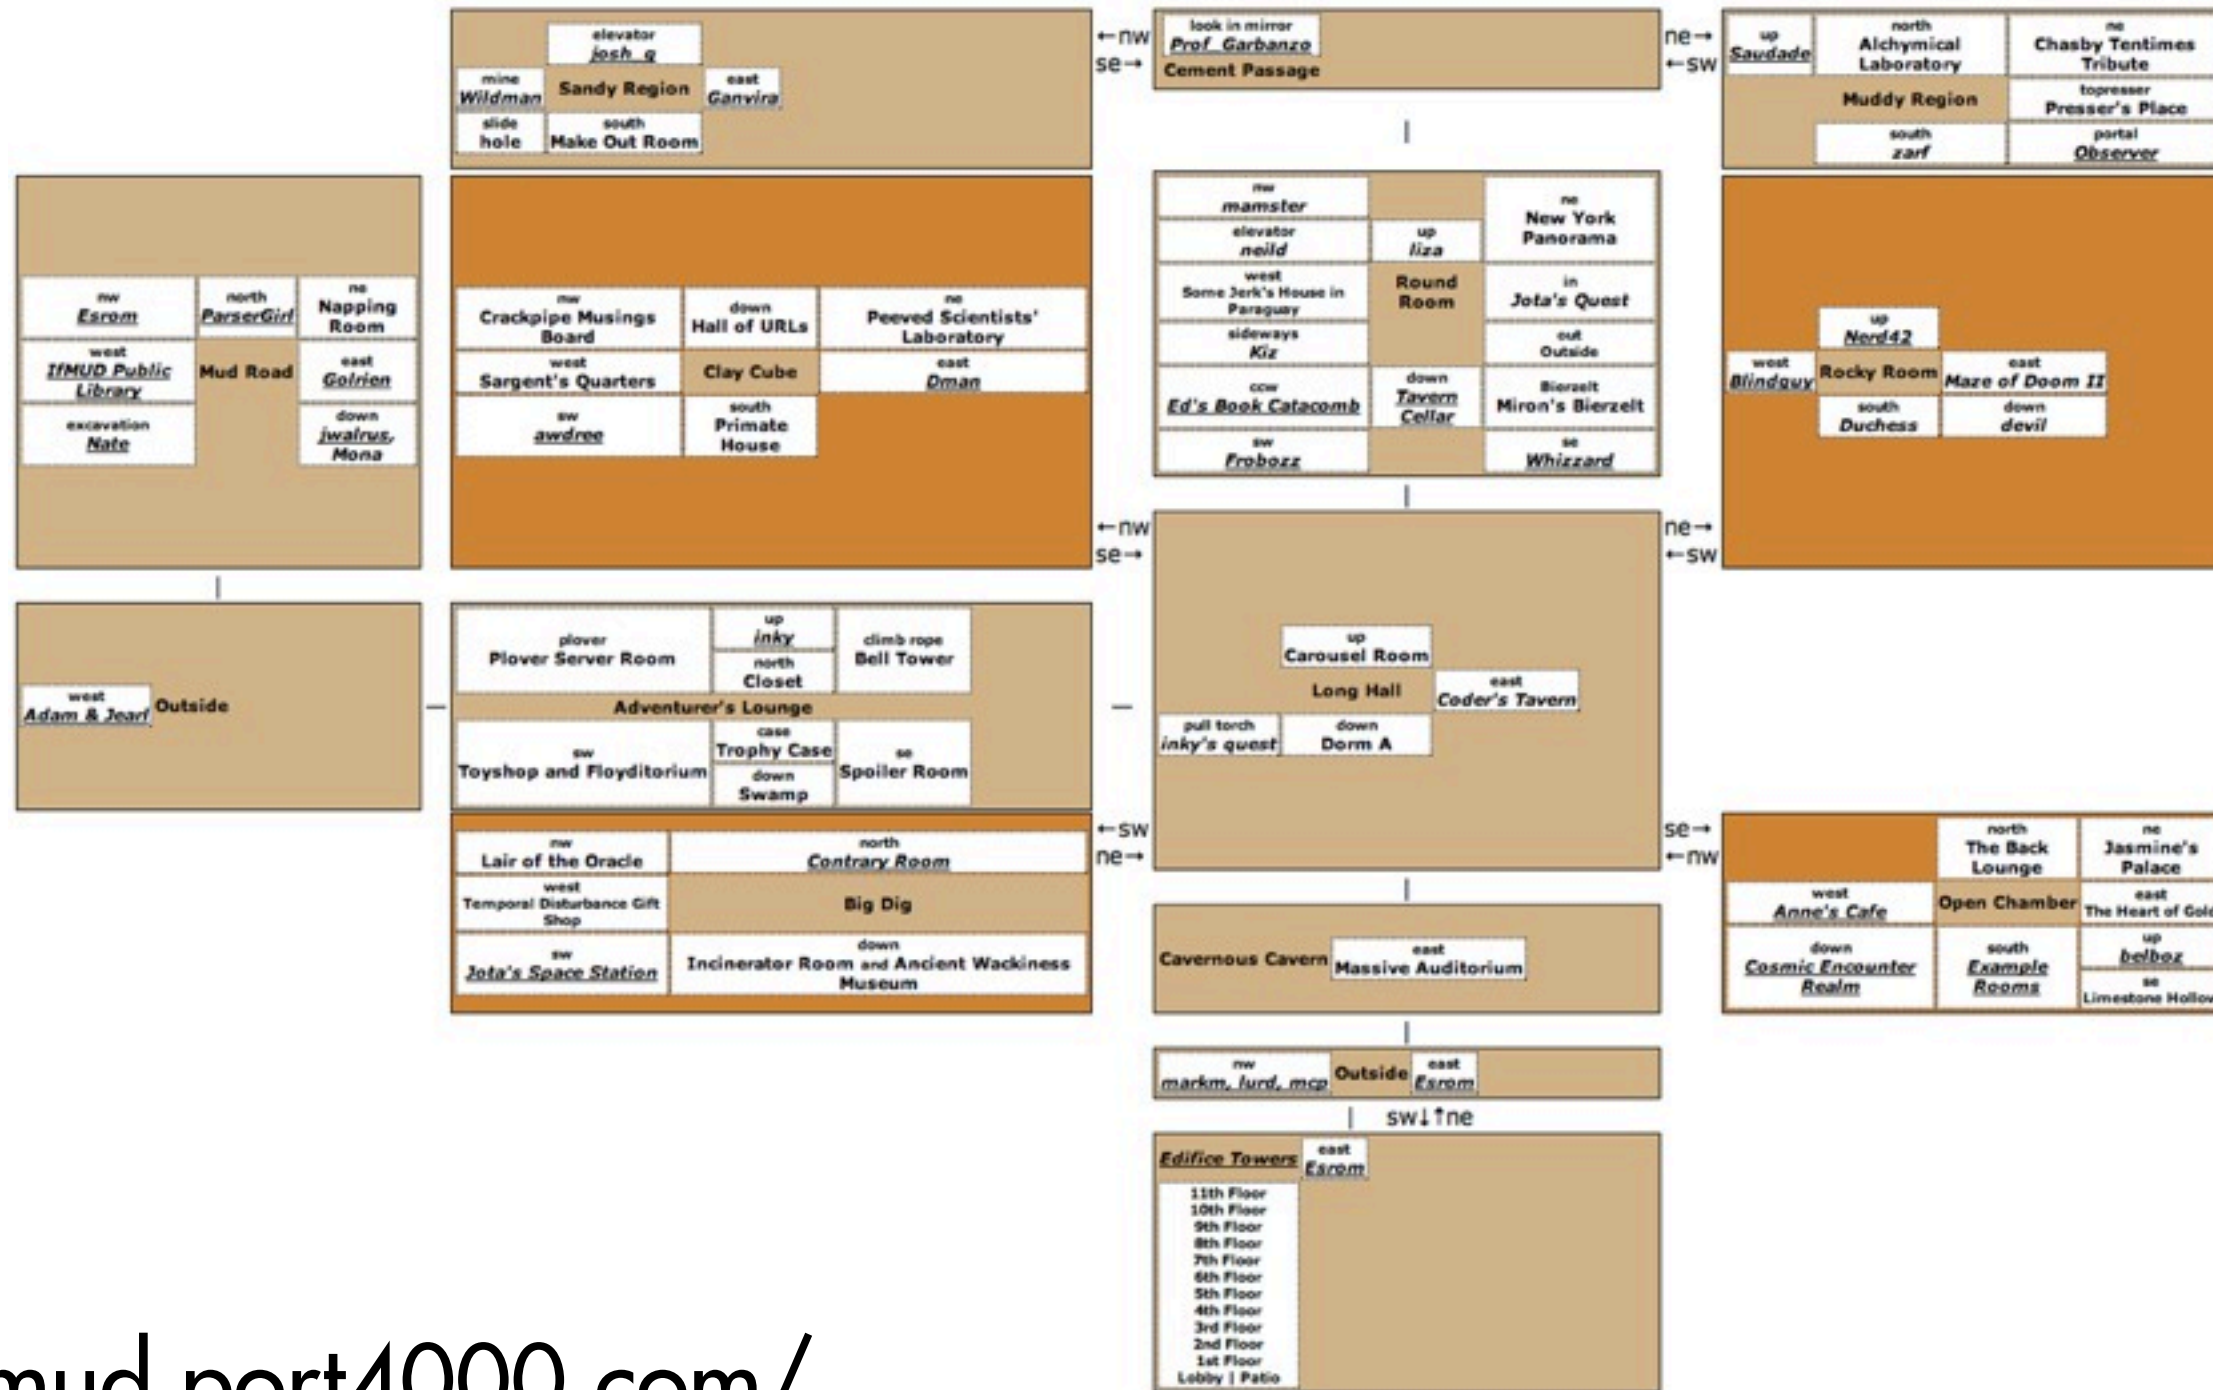 elevator
josh_g
mine
Wildman
Sandy Region
east
Ganvira
slide
hole
south
Make Out Room
←nw
se→
look in mirror
Prof_Garbanzo
Cement Passage
ne→
←sw
up
Saudade
north
Alchymical
Laboratory
ne
Chasby Tentimes
Tribute
Muddy Region
topresser
Presser's Place
south
zarf
portal
Observer
nw
Esrom
north
ParserGirl
ne
Napping
Room
west
IfMUD Public
Library
Mud Road
east
Golrien
excavation
Nate
down
jwalrus,
Mona
nw
Crackpipe Musings
Board
down
Hall of URLs
ne
Peeved Scientists'
Laboratory
west
Sargent's Quarters
Clay Cube
east
Dman
sw
awdree
south
Primate
House
nw
mamster
ne
New York
Panorama
elevator
neild
up
liza
west
Some Jerk's House in
Paraguay
Round
Room
in
Jota's Quest
sideways
Kiz
out
Outside
ccw
Ed's Book Catacomb
down
Tavern
Cellar
Bierzelt
Miron's Bierzelt
sw
Frobozz
se
Whizzard
up
Nerd42
west
Blindguy
Rocky Room
east
Maze of Doom II
south
Duchess
down
devil
←nw
se→
ne→
←sw
west
Adam & Jearl
Outside
—
plover
Plover Server Room
up
inky
north
Closet
climb rope
Bell Tower
Adventurer's Lounge
sw
Toyshop and Floyditorium
case
Trophy Case
down
Swamp
se
Spoiler Room
—
up
Carousel Room
Long Hall
east
Coder's Tavern
pull torch
inky's quest
down
Dorm A
←sw
ne→
se→
←nw
nw
Lair of the Oracle
north
Contrary Room
west
Temporal Disturbance Gift
Shop
Big Dig
sw
Jota's Space Station
down
Incinerator Room and Ancient Wackiness
Museum
north
The Back
Lounge
ne
Jasmine's
Palace
west
Anne's Cafe
Open Chamber
east
The Heart of Gold
down
Cosmic Encounter
Realm
south
Example
Rooms
up
belboz
se
Limestone Hollow
Cavernous Cavern
east
Massive Auditorium
nw
markm, lurd, mcp
Outside
east
Esrom
sw↓↑ne
Edifice Towers
east
Esrom
11th Floor
10th Floor
9th Floor
8th Floor
7th Floor
6th Floor
5th Floor
4th Floor
3rd Floor
2nd Floor
1st Floor
Lobby | Patio
mud.port4000.com/